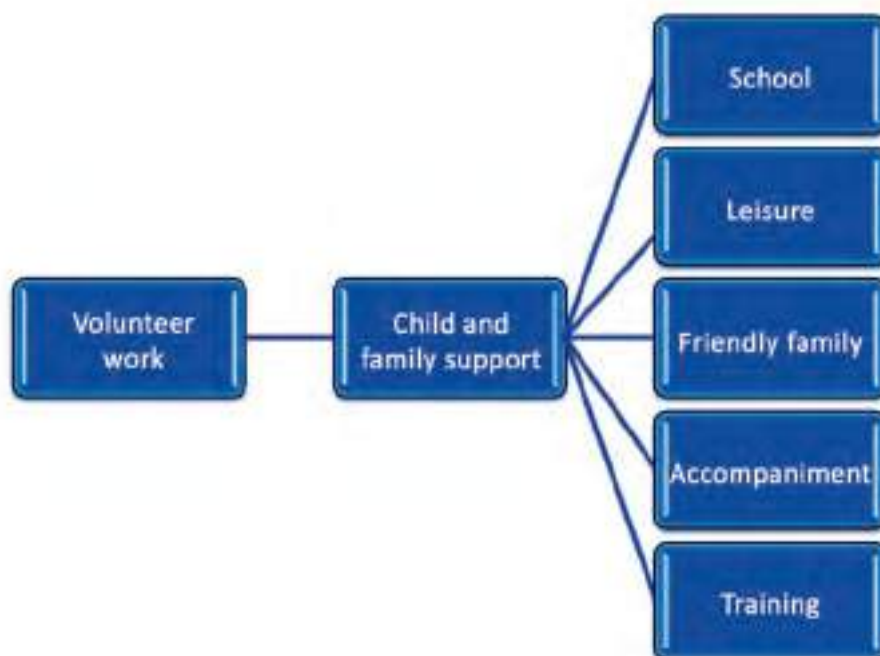 Volunteer
work
Child and
family support
School
Leisure
Friendly family
Accompaniment
Training